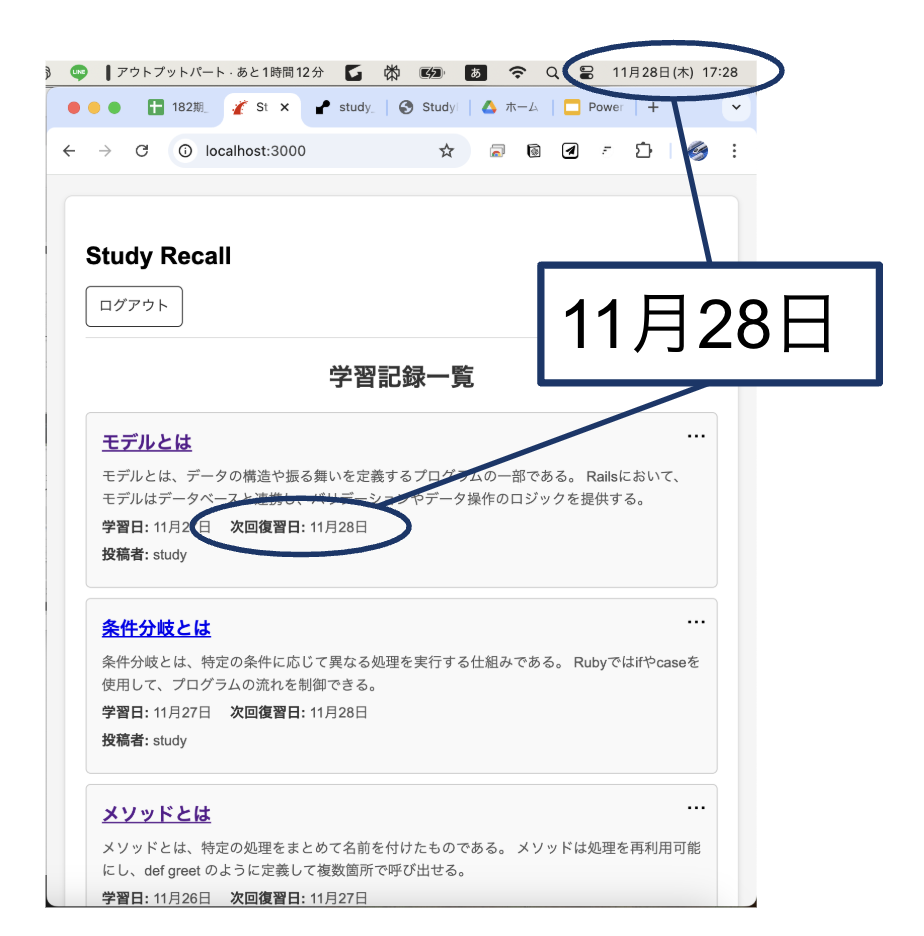 LINE
アウトプットパート · あと1時間12分
あ
11月28日(木) 17:28
182期_
St
study_
Study
ホーム
Power
localhost:3000
Study Recall
ログアウト
11月28日
学習記録一覧
モデルとは
モデルとは、データの構造や振る舞いを定義するプログラムの一部である。 Railsにおいて、
モデルはデータベースと連携し、バリデーションやデータ操作のロジックを提供する。
学習日: 11月2 日 次回復習日: 11月28日
投稿者: study
条件分岐とは
条件分岐とは、特定の条件に応じて異なる処理を実行する仕組みである。 Rubyではifやcaseを
使用して、プログラムの流れを制御できる。
学習日: 11月27日 次回復習日: 11月28日
投稿者: study
メソッドとは
メソッドとは、特定の処理をまとめて名前を付けたものである。 メソッドは処理を再利用可能
にし、def greet のように定義して複数箇所で呼び出せる。
学習日: 11月26日 次回復習日: 11月27日